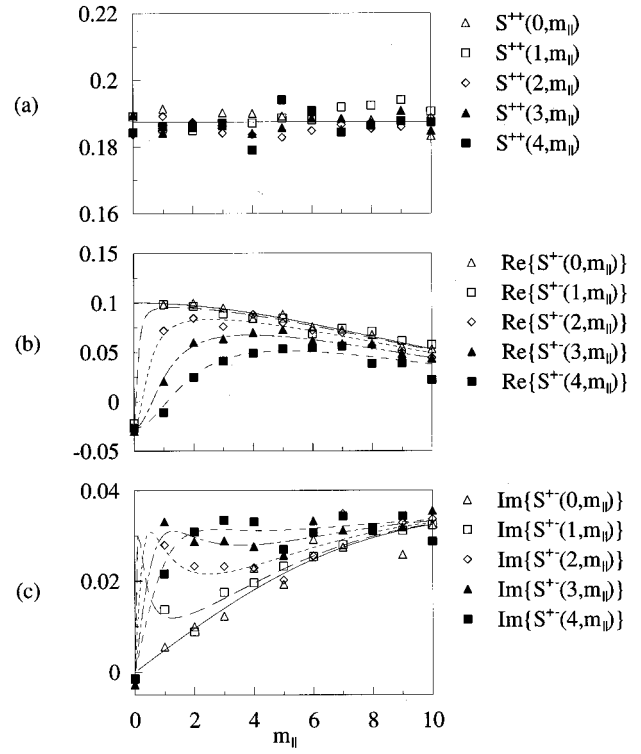 (a)
0.22
0.20
0.18
0.16
S⁺⁺(0,m∥)
S⁺⁺(1,m∥)
S⁺⁺(2,m∥)
S⁺⁺(3,m∥)
S⁺⁺(4,m∥)
(b)
0.15
0.1
0.05
0
-0.05
Re{S⁺⁻(0,m∥)}
Re{S⁺⁻(1,m∥)}
Re{S⁺⁻(2,m∥)}
Re{S⁺⁻(3,m∥)}
Re{S⁺⁻(4,m∥)}
(c)
0.04
0.02
0
Im{S⁺⁻(0,m∥)}
Im{S⁺⁻(1,m∥)}
Im{S⁺⁻(2,m∥)}
Im{S⁺⁻(3,m∥)}
Im{S⁺⁻(4,m∥)}
0 2 4 6 8 10
m∥